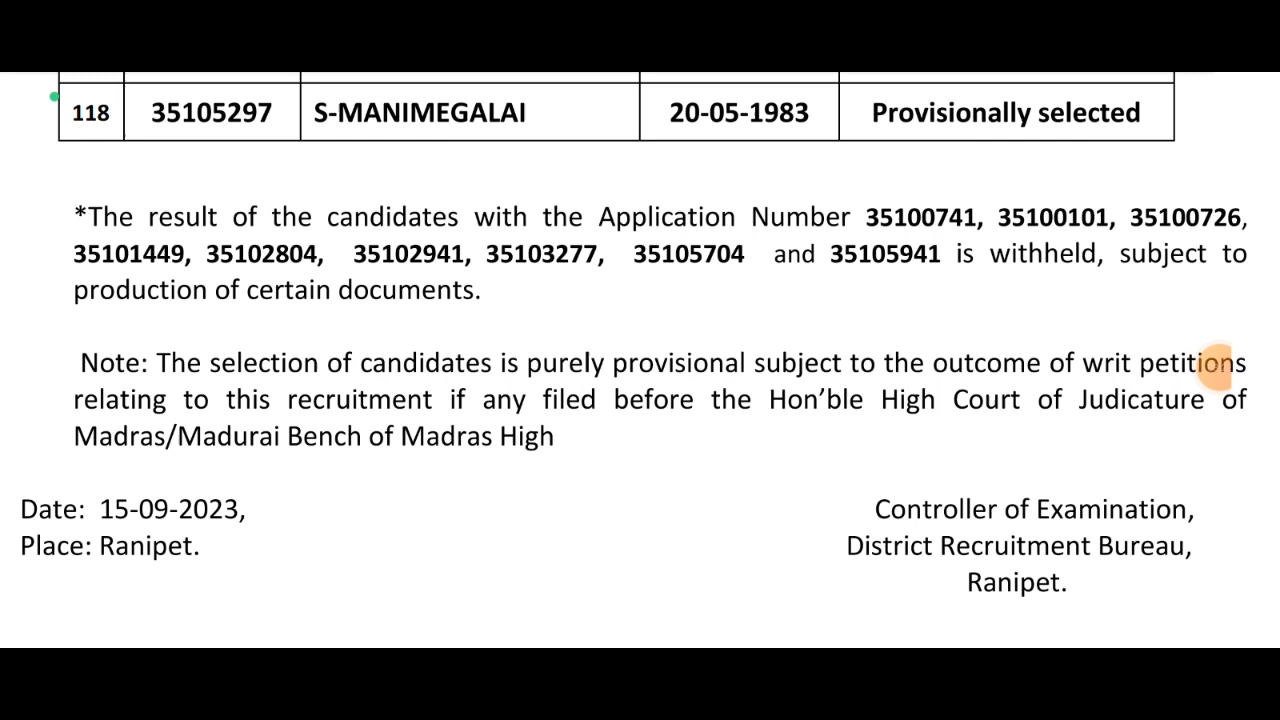 118 35105297 S-MANIMEGALAI 20-05-1983 Provisionally selected
*The result of the candidates with the Application Number 35100741, 35100101, 35100726,
35101449, 35102804, 35102941, 35103277, 35105704 and 35105941 is withheld, subject to
production of certain documents.
Note: The selection of candidates is purely provisional subject to the outcome of writ petitions
relating to this recruitment if any filed before the Hon’ble High Court of Judicature of
Madras/Madurai Bench of Madras High
Date: 15-09-2023,
Place: Ranipet.
Controller of Examination,
District Recruitment Bureau,
Ranipet.